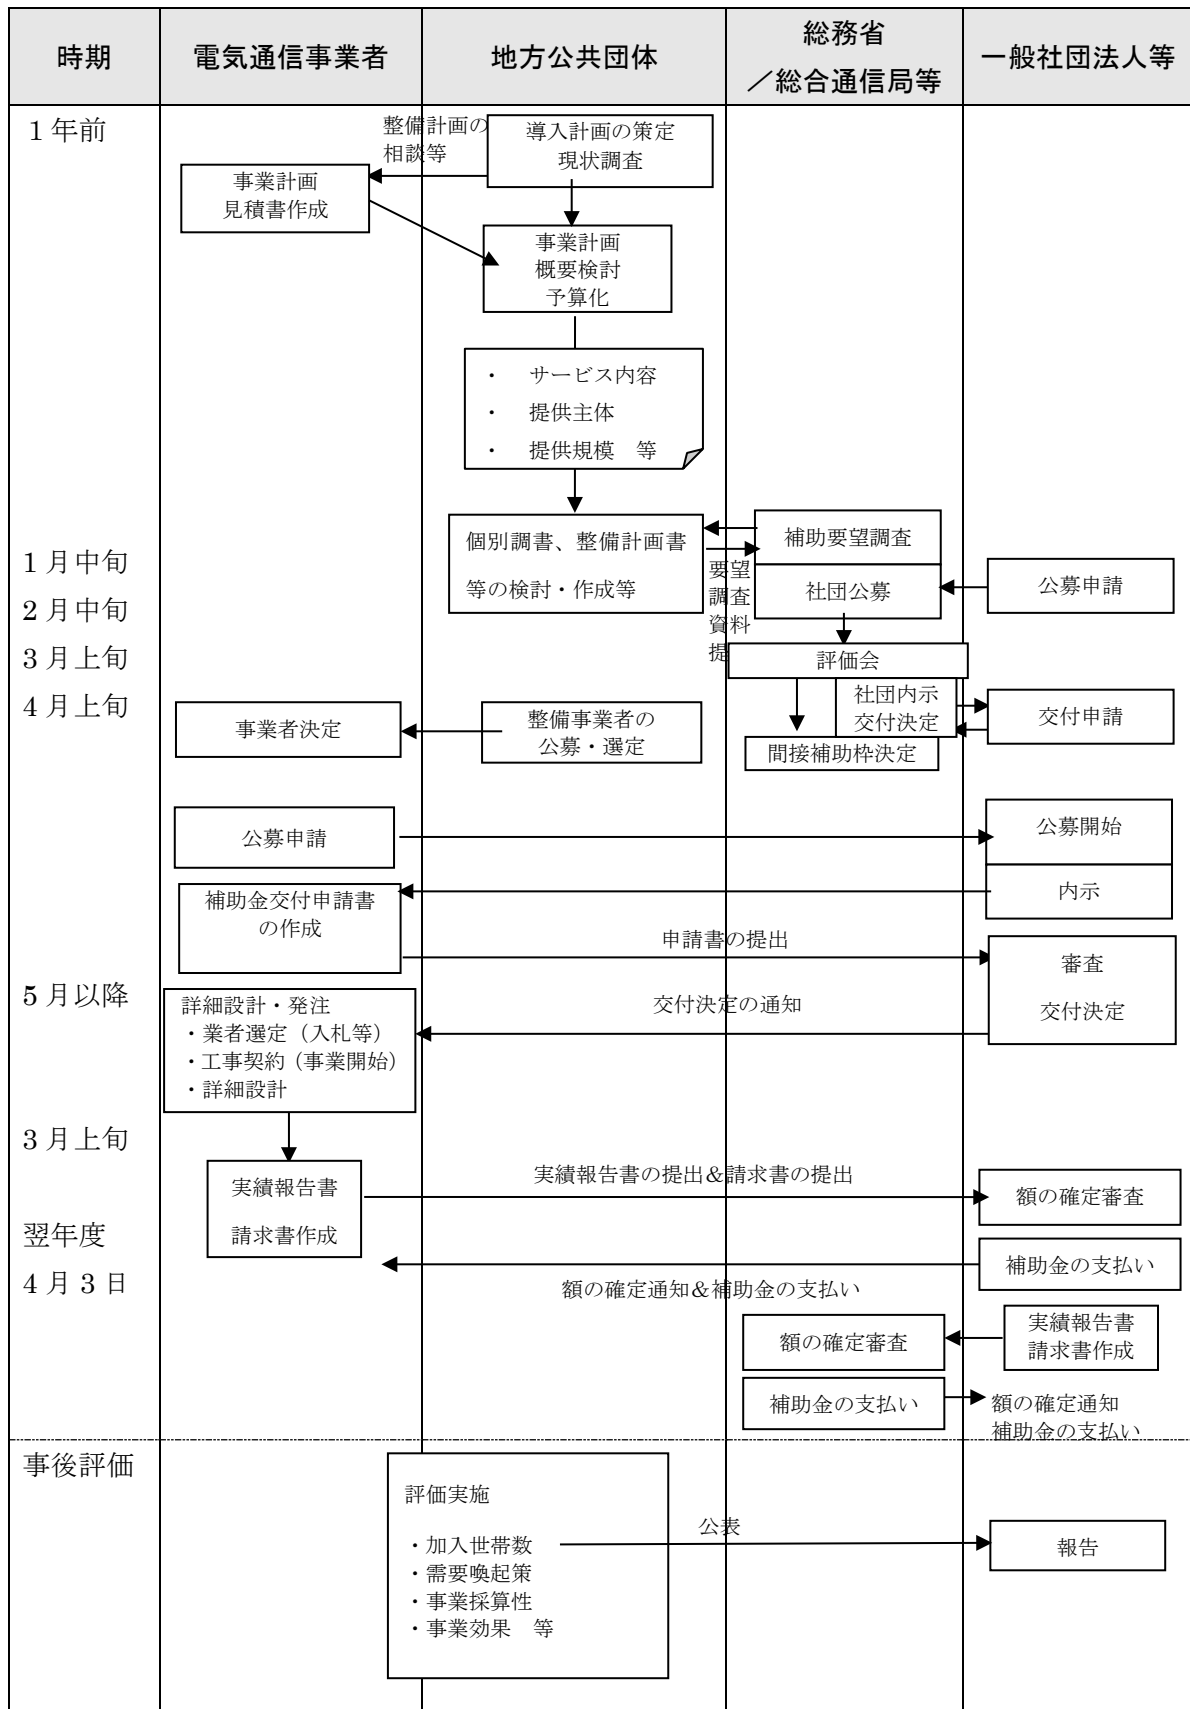 時期
電気通信事業者
地方公共団体
総務省
／総合通信局等
一般社団法人等
1年前
整備計画の
相談等
導入計画の策定
現状調査
事業計画
見積書作成
事業計画
概要検討
予算化
・　サービス内容
・　提供主体
・　提供規模　等
1月中旬
2月中旬
3月上旬
4月上旬
個別調書、整備計画書
等の検討・作成等
要望
調査
資料
提
補助要望調査
社団公募
公募申請
評価会
社団内示
交付決定
交付申請
間接補助枠決定
事業者決定
整備事業者の
公募・選定
公募申請
公募開始
内示
補助金交付申請書
の作成
申請書の提出
審査
交付決定
5月以降
詳細設計・発注
・業者選定（入札等）
・工事契約（事業開始）
・詳細設計
交付決定の通知
3月上旬
実績報告書
請求書作成
実績報告書の提出＆請求書の提出
額の確定審査
翌年度
4月3日
補助金の支払い
額の確定通知＆補助金の支払い
額の確定審査
実績報告書
請求書作成
補助金の支払い
額の確定通知
補助金の支払い
事後評価
評価実施
・加入世帯数
・需要喚起策
・事業採算性
・事業効果　等
公表
報告